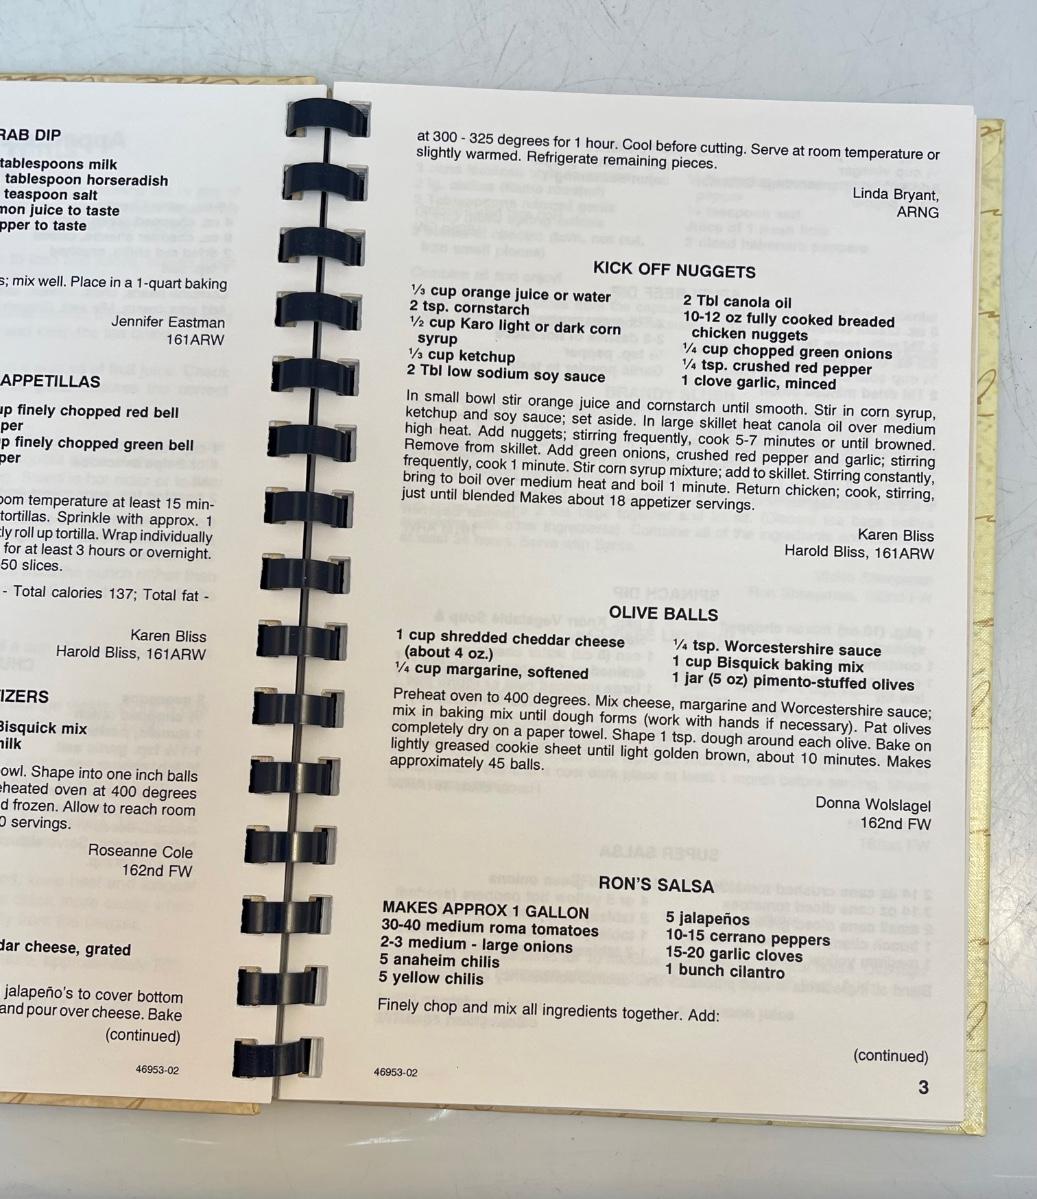 RAB DIP
tablespoons milk
tablespoon horseradish
teaspoon salt
mon juice to taste
pper to taste
s; mix well. Place in a 1-quart baking
Jennifer Eastman
161ARW
APPETILLAS
up finely chopped red bell
per
p finely chopped green bell
per
oom temperature at least 15 min-
tortillas. Sprinkle with approx. 1
tly roll up tortilla. Wrap individually
for at least 3 hours or overnight.
50 slices.
- Total calories 137; Total fat -
Karen Bliss
Harold Bliss, 161ARW
IZERS
Bisquick mix
nilk
owl. Shape into one inch balls
eheated oven at 400 degrees
d frozen. Allow to reach room
0 servings.
Roseanne Cole
162nd FW
dar cheese, grated
jalapeño's to cover bottom
and pour over cheese. Bake
(continued)
46953-02
at 300 - 325 degrees for 1 hour. Cool before cutting. Serve at room temperature or
slightly warmed. Refrigerate remaining pieces.
Linda Bryant,
ARNG
KICK OFF NUGGETS
⅓ cup orange juice or water
2 tsp. cornstarch
½ cup Karo light or dark corn
syrup
⅓ cup ketchup
2 Tbl low sodium soy sauce
2 Tbl canola oil
10-12 oz fully cooked breaded
chicken nuggets
¼ cup chopped green onions
¼ tsp. crushed red pepper
1 clove garlic, minced
In small bowl stir orange juice and cornstarch until smooth. Stir in corn syrup,
ketchup and soy sauce; set aside. In large skillet heat canola oil over medium
high heat. Add nuggets; stirring frequently, cook 5-7 minutes or until browned.
Remove from skillet. Add green onions, crushed red pepper and garlic; stirring
frequently, cook 1 minute. Stir corn syrup mixture; add to skillet. Stirring constantly,
bring to boil over medium heat and boil 1 minute. Return chicken; cook, stirring,
just until blended Makes about 18 appetizer servings.
Karen Bliss
Harold Bliss, 161ARW
OLIVE BALLS
1 cup shredded cheddar cheese
(about 4 oz.)
¼ cup margarine, softened
¼ tsp. Worcestershire sauce
1 cup Bisquick baking mix
1 jar (5 oz) pimento-stuffed olives
Preheat oven to 400 degrees. Mix cheese, margarine and Worcestershire sauce;
mix in baking mix until dough forms (work with hands if necessary). Pat olives
completely dry on a paper towel. Shape 1 tsp. dough around each olive. Bake on
lightly greased cookie sheet until light golden brown, about 10 minutes. Makes
approximately 45 balls.
Donna Wolslagel
162nd FW
RON'S SALSA
MAKES APPROX 1 GALLON
30-40 medium roma tomatoes
2-3 medium - large onions
5 anaheim chilis
5 yellow chilis
5 jalapeños
10-15 cerrano peppers
15-20 garlic cloves
1 bunch cilantro
Finely chop and mix all ingredients together. Add:
(continued)
46953-02
3